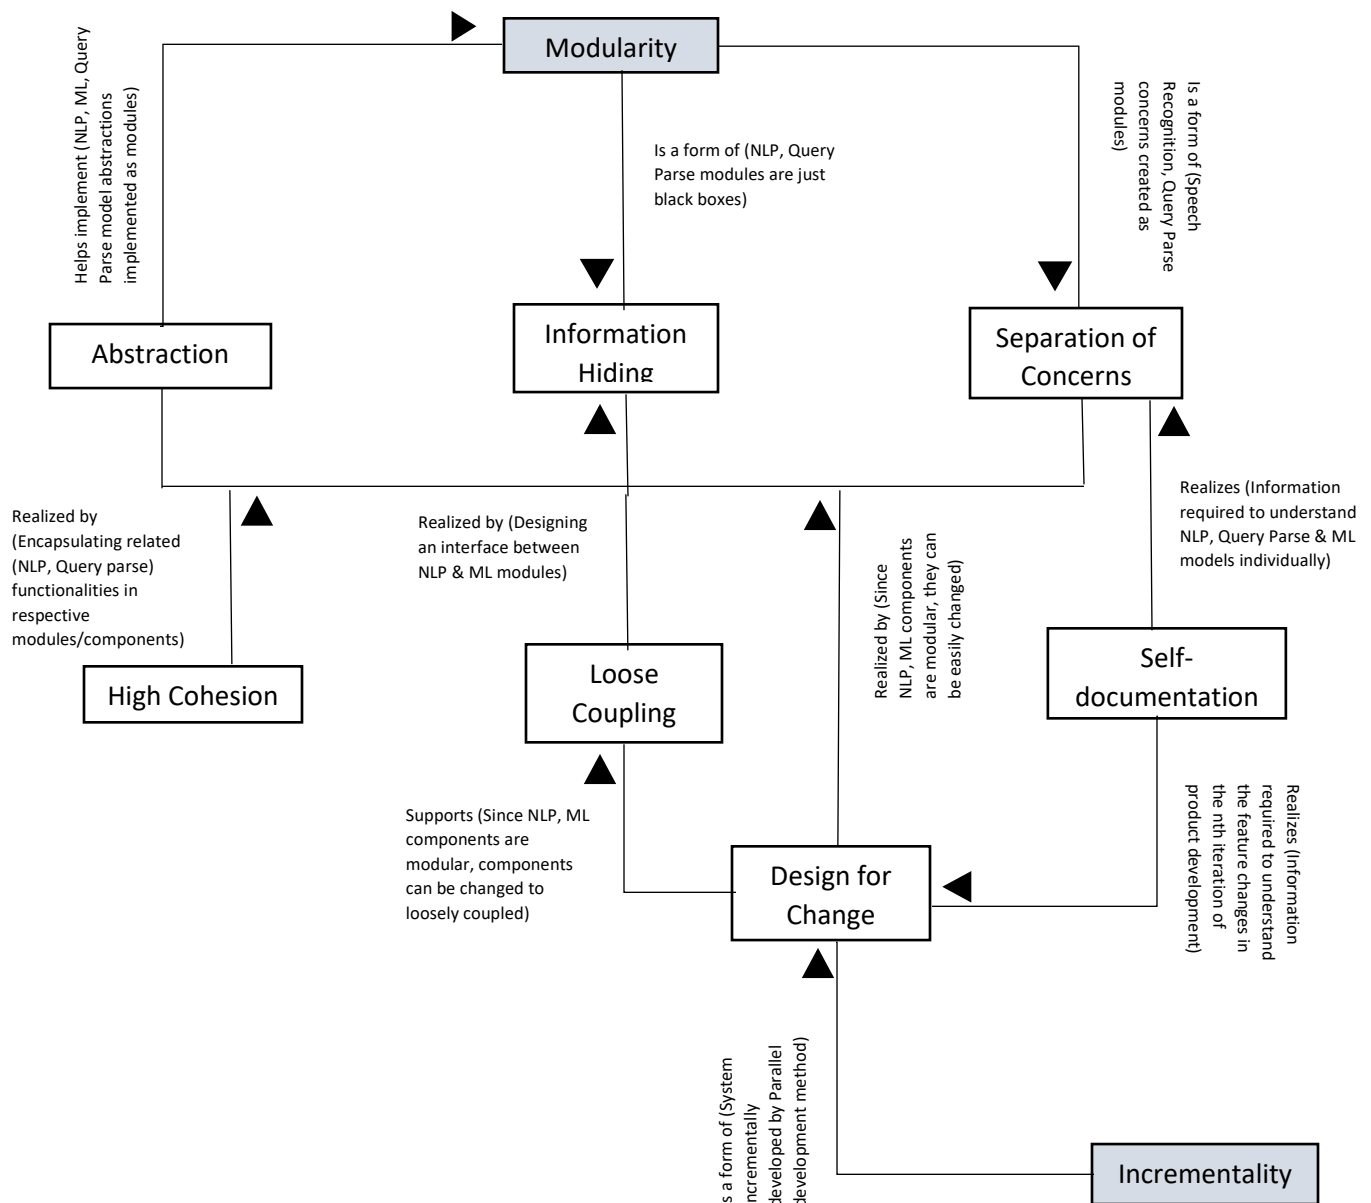 Modularity
Helps implement (NLP, ML, Query
Parse model abstractions
implemented as modules)
Is a form of (NLP, Query
Parse modules are just
black boxes)
Is a form of (Speech
Recognition, Query Parse
concerns created as
modules)
Abstraction
Information
Hiding
Separation of
Concerns
Realized by
(Encapsulating related
(NLP, Query parse)
functionalities in
respective
modules/components)
Realized by (Designing
an interface between
NLP & ML modules)
Realized by (Since
NLP, ML components
are modular, they can
be easily changed)
Realizes (Information
required to understand
NLP, Query Parse & ML
models individually)
High Cohesion
Loose
Coupling
Self-
documentation
Supports (Since NLP, ML
components are
modular, components
can be changed to
loosely coupled)
Design for
Change
Realizes (Information
required to understand
the feature changes in
the nth iteration of
product development)
s a form of (System
ncrementally
developed by Parallel
development method)
Incrementality